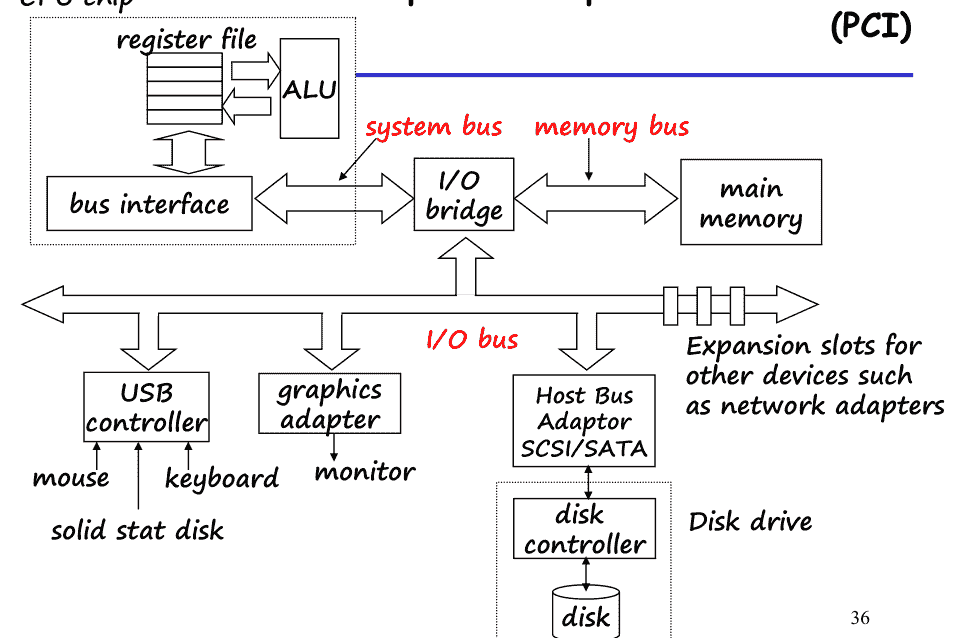 CPU chip
(PCI)
register file
ALU
system bus
memory bus
bus interface
I/O
bridge
main
memory
I/O bus
Expansion slots for
other devices such
as network adapters
USB
controller
graphics
adapter
Host Bus
Adaptor
SCSI/SATA
mouse
keyboard
monitor
solid stat disk
disk
controller
Disk drive
disk
36